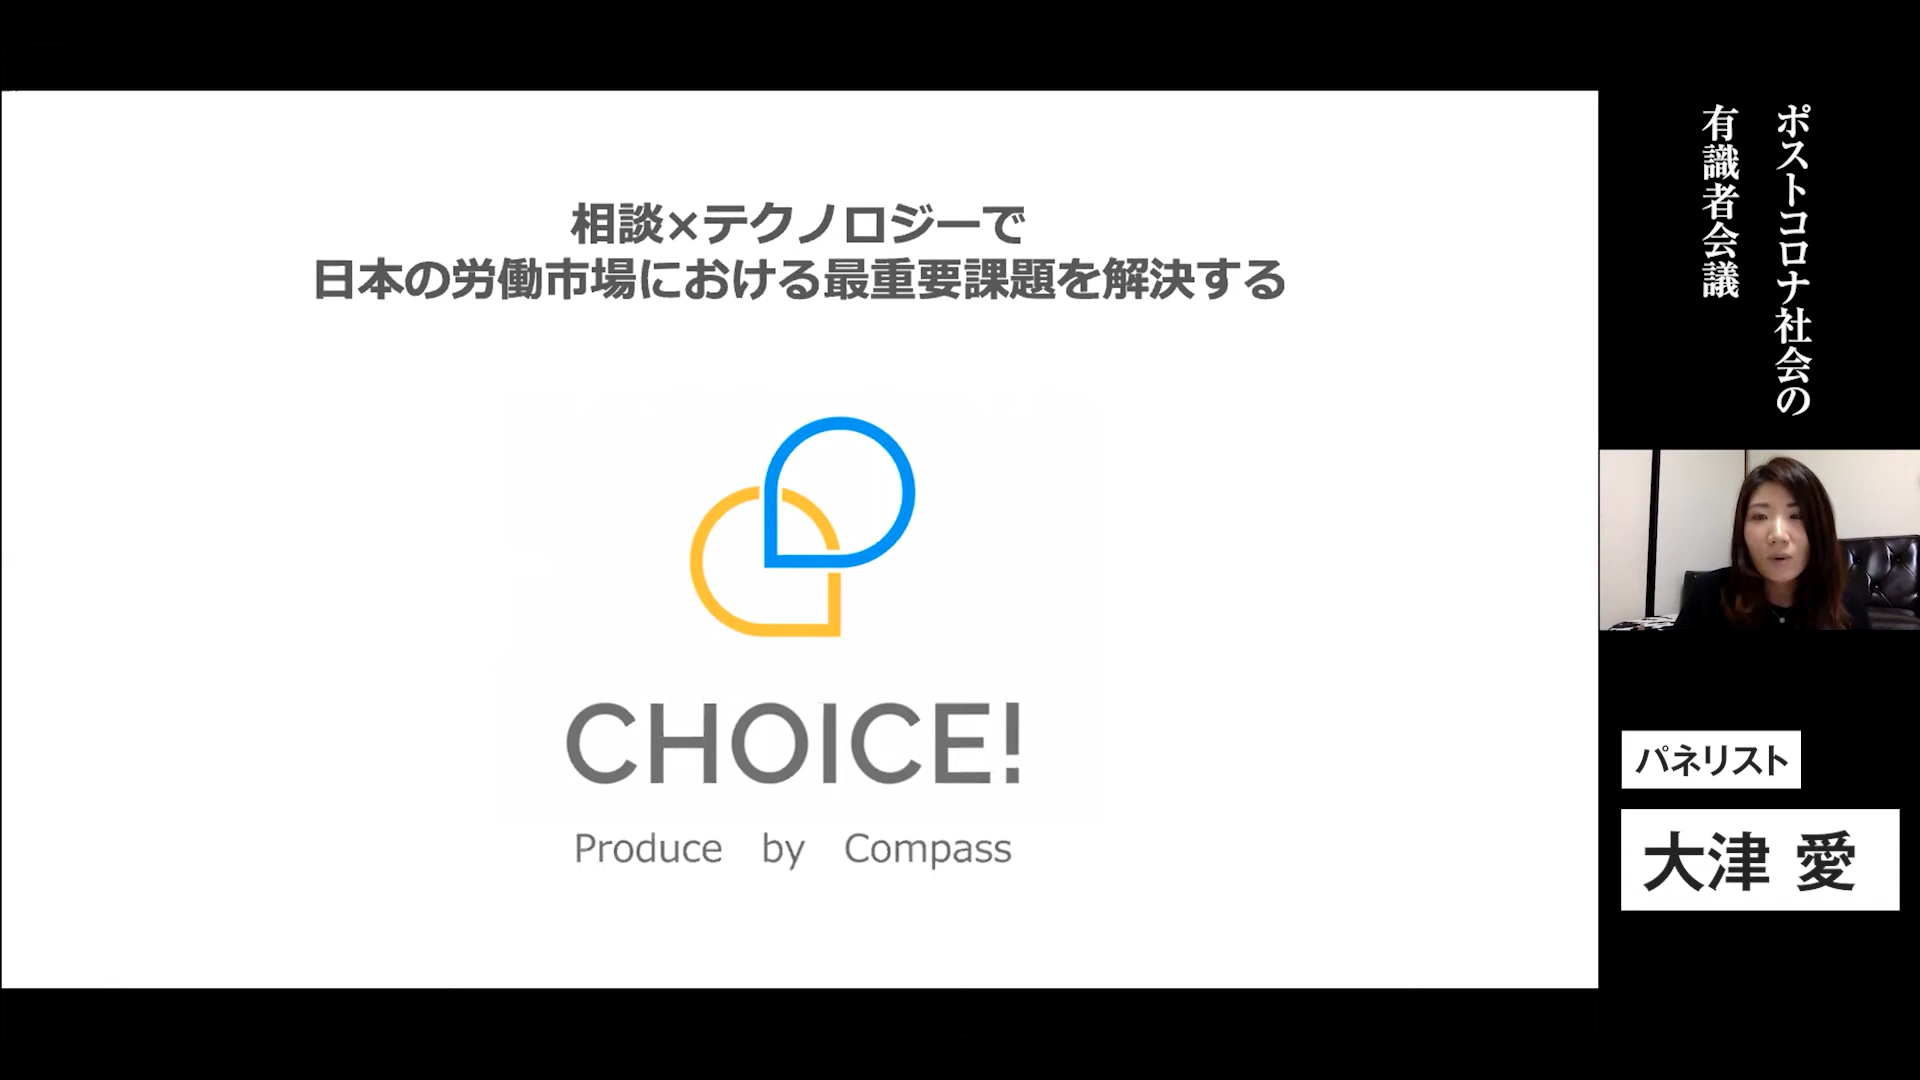 相談×テクノロジーで
日本の労働市場における最重要課題を解決する
CHOICE!
Produce by Compass
ポストコロナ社会の
有識者会議
パネリスト
大津 愛